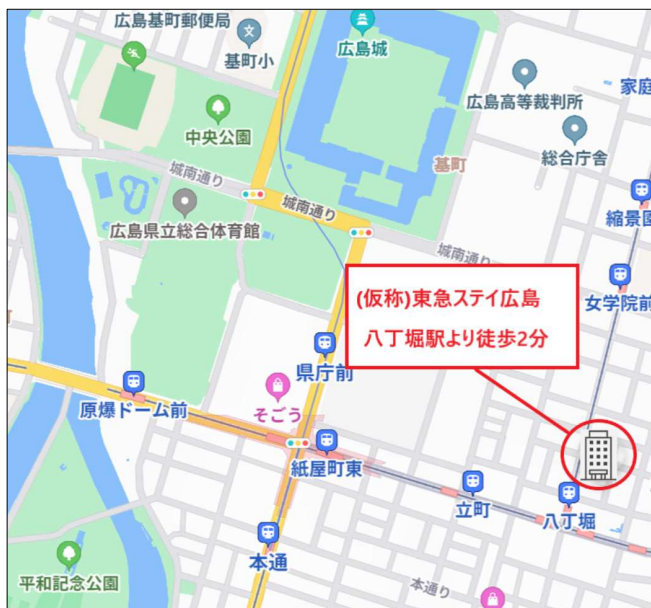 広島基町郵便局
基町小
広島城
広島高等裁判所
家庭
中央公園
総合庁舎
基町
城南通り
城南通り
広島県立総合体育館
縮景園
城南通り
(仮称)東急ステイ広島
八丁堀駅より徒歩2分
女学院前
県庁前
そごう
原爆ドーム前
紙屋町東
立町
八丁堀
本通
平和記念公園
本通り